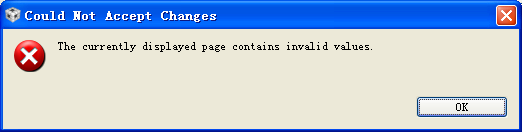 Could Not Accept Changes
The currently displayed page contains invalid values.
OK